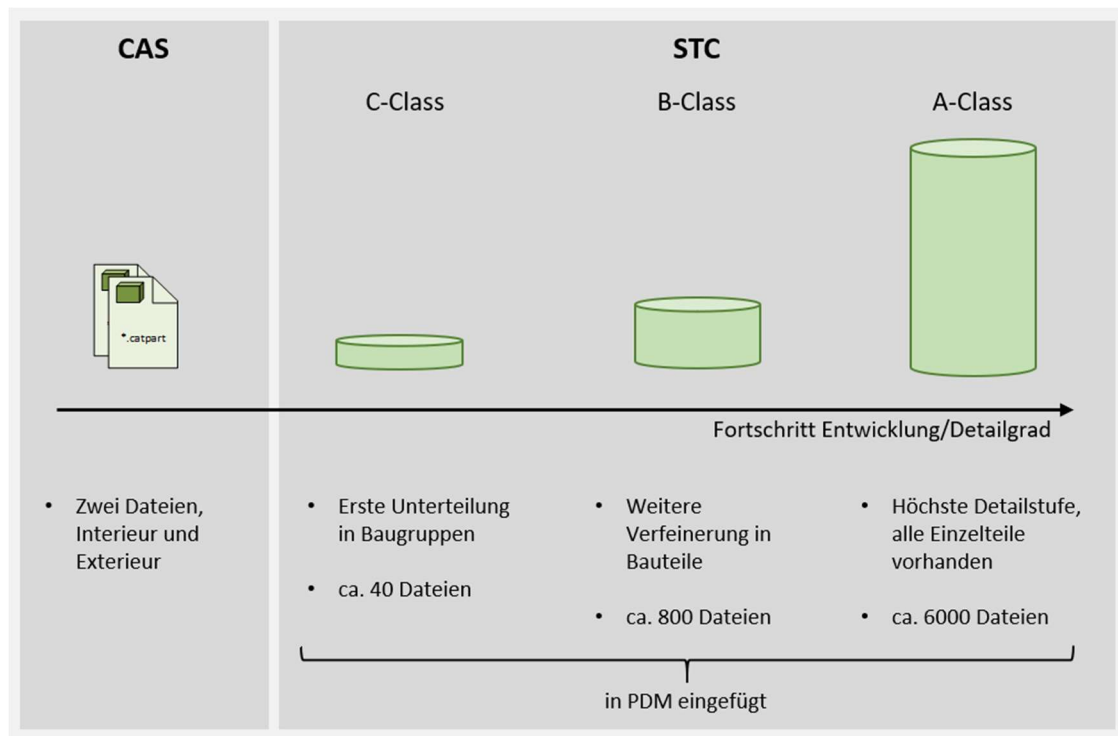 CAS
STC
C-Class
B-Class
A-Class
*.catpart
Fortschritt Entwicklung/Detailgrad
• Zwei Dateien,
Interieur und
Exterieur
• Erste Unterteilung
in Baugruppen
• ca. 40 Dateien
• Weitere
Verfeinerung in
Bauteile
• ca. 800 Dateien
• Höchste Detailstufe,
alle Einzelteile
vorhanden
• ca. 6000 Dateien
in PDM eingefügt